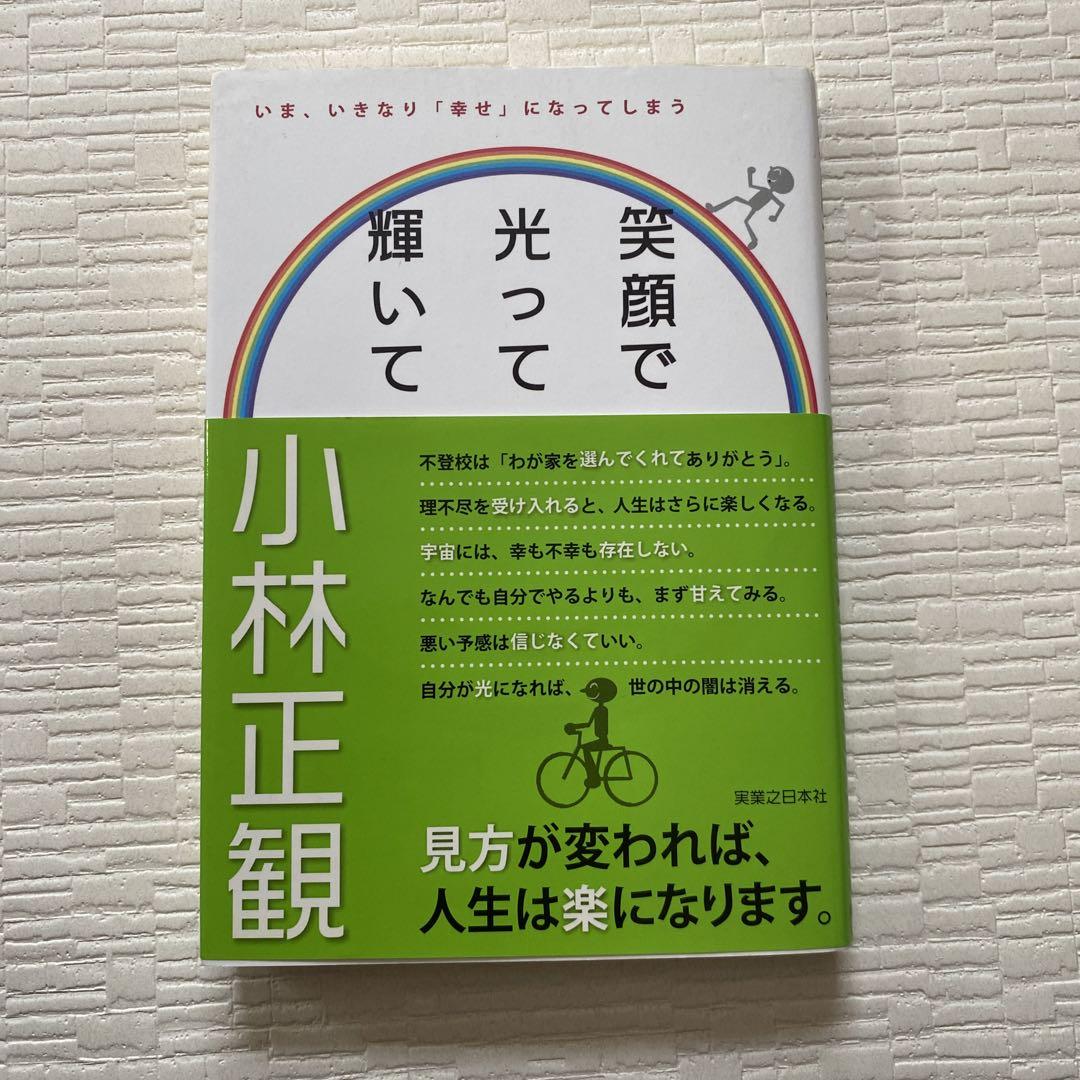 いま、いきなり「幸せ」になってしまう
笑顔で
光って
輝いて
小林正観
不登校は「わが家を選んでくれてありがとう」。
理不尽を受け入れると、人生はさらに楽しくなる。
宇宙には、幸も不幸も存在しない。
なんでも自分でやるよりも、まず甘えてみる。
悪い予感は信じなくていい。
自分が光になれば、世の中の闇は消える。
実業之日本社
見方が変われば、
人生は楽になります。